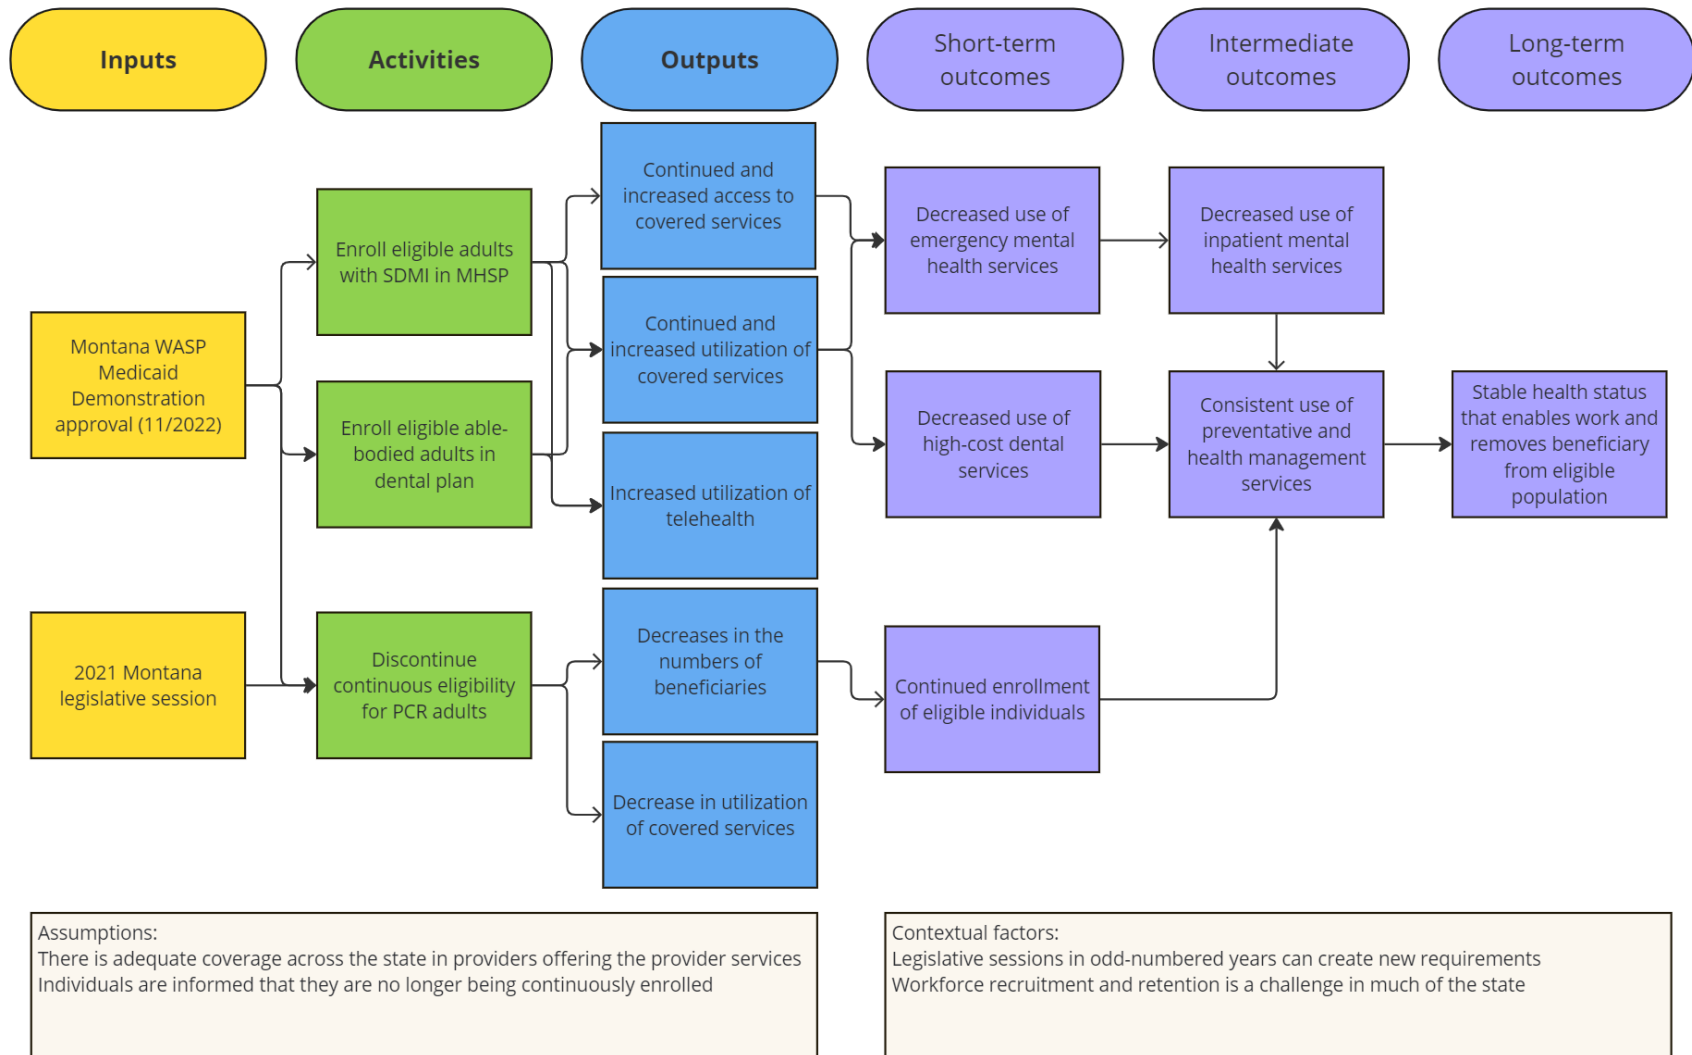 Inputs
Activities
Outputs
Short-term
outcomes
Intermediate
outcomes
Long-term
outcomes
Montana WASP
Medicaid
Demonstration
approval (11/2022)
2021 Montana
legislative session
Enroll eligible adults
with SDMI in MHSP
Enroll eligible able-
bodied adults in
dental plan
Discontinue
continuous eligibility
for PCR adults
Continued and
increased access to
covered services
Continued and
increased utilization of
covered services
Increased utilization of
telehealth
Decreases in the
numbers of
beneficiaries
Decrease in utilization
of covered services
Decreased use of
emergency mental
health services
Decreased use of
high-cost dental
services
Continued enrollment
of eligible individuals
Decreased use of
inpatient mental
health services
Consistent use of
preventative and
health management
services
Stable health status
that enables work and
removes beneficiary
from eligible
population
Assumptions:
There is adequate coverage across the state in providers offering the provider services
Individuals are informed that they are no longer being continuously enrolled
Contextual factors:
Legislative sessions in odd-numbered years can create new requirements
Workforce recruitment and retention is a challenge in much of the state